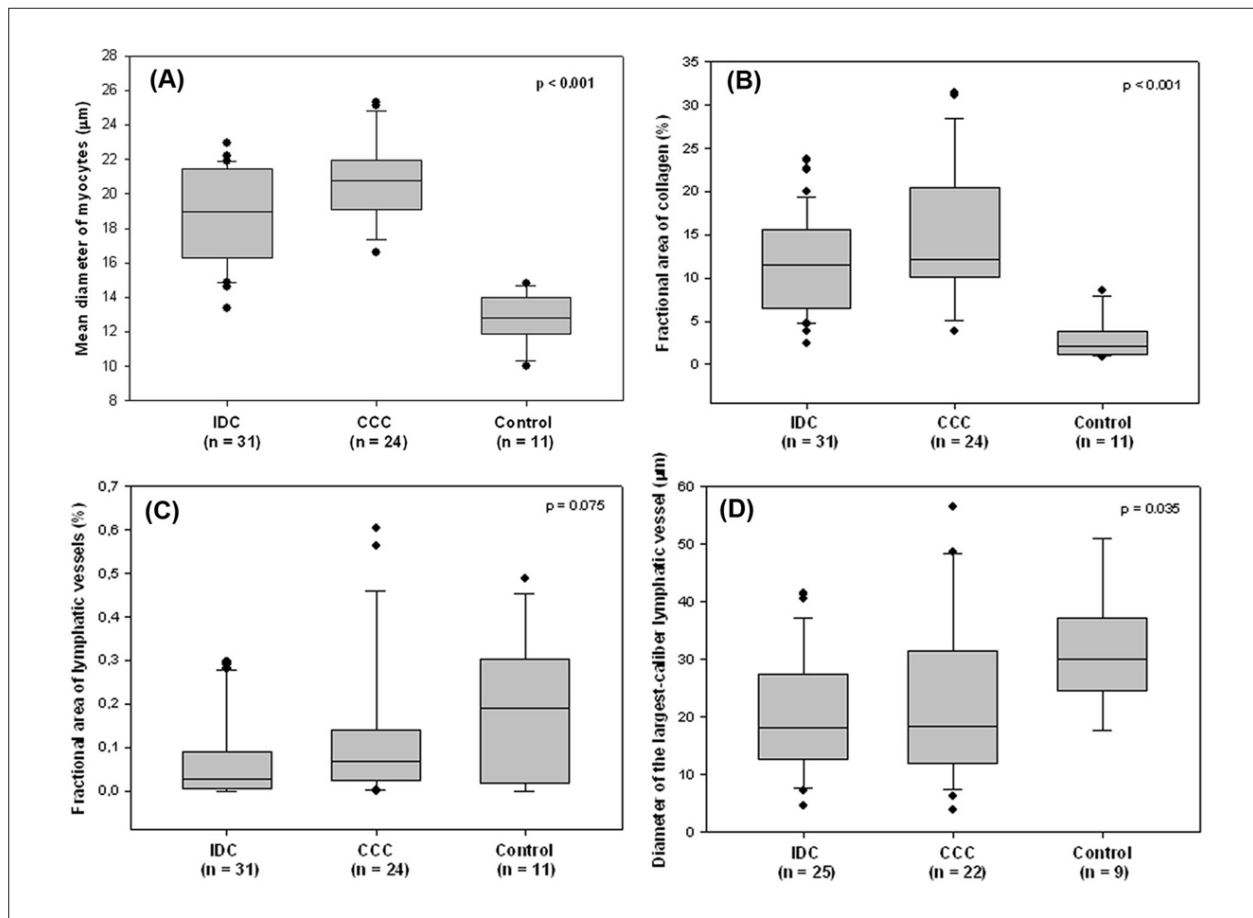 (A)
p < 0.001
Mean diameter of myocytes (µm)
28
26
24
22
20
18
16
14
12
10
8
IDC
(n = 31)
CCC
(n = 24)
Control
(n = 11)
(B)
p < 0.001
Fractional area of collagen (%)
35
30
25
20
15
10
5
0
IDC
(n = 31)
CCC
(n = 24)
Control
(n = 11)
(C)
p = 0.075
Fractional area of lymphatic vessels (%)
0,7
0,6
0,5
0,4
0,3
0,2
0,1
0,0
IDC
(n = 31)
CCC
(n = 24)
Control
(n = 11)
(D)
p = 0.035
Diameter of the largest-caliber lymphatic vessel (µm)
60
50
40
30
20
10
0
IDC
(n = 25)
CCC
(n = 22)
Control
(n = 9)